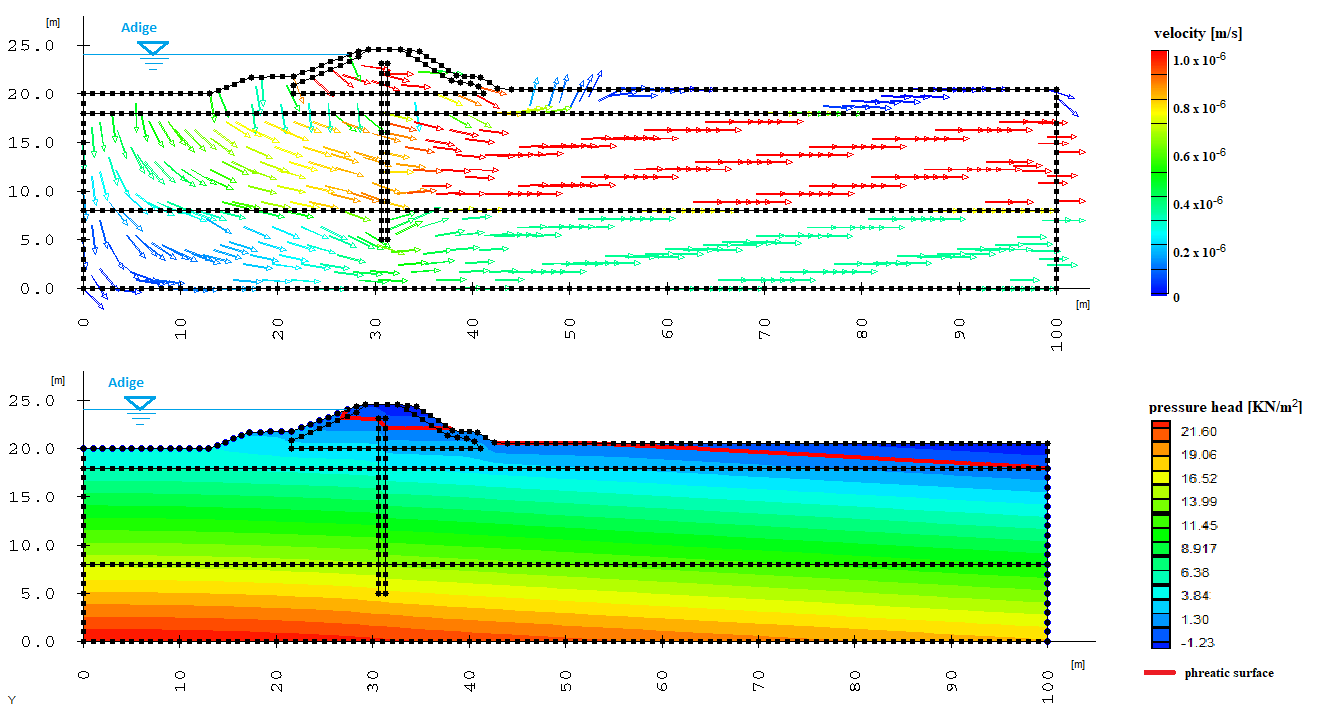 [m]
Adige
25.0
20.0
15.0
10.0
5.0
0.0
0 10 20 30 40 50 60 70 80 90 100
[m]
velocity [m/s]
1.0 x 10-6
0.8 x 10-6
0.6 x 10-6
0.4 x10-6
0.2 x 10-6
0
[m]
Adige
25.0
20.0
15.0
10.0
5.0
0.0
0 10 20 30 40 50 60 70 80 90 100
[m]
Y
pressure head [KN/m2]
21.60
19.06
16.52
13.99
11.45
8.917
6.38
3.84
1.30
-1.23
phreatic surface